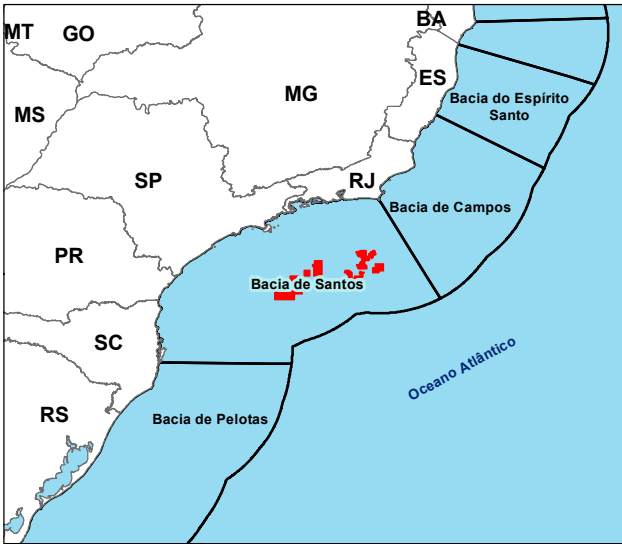 BA
MT
GO
ES
MG
Bacia do Espírito
Santo
MS
SP
RJ
Bacia de Campos
PR
Bacia de Santos
SC
Oceano Atlântico
RS
Bacia de Pelotas